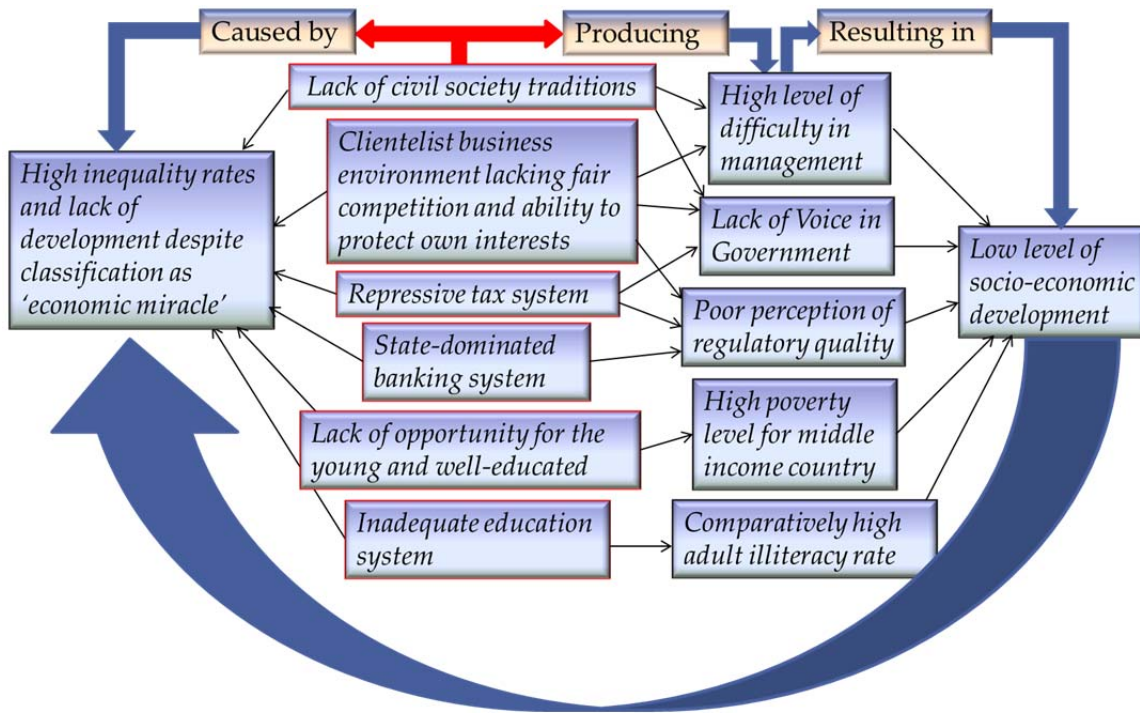 Caused by
Producing
Resulting in
Lack of civil society traditions
Clientelist business
environment lacking fair
competition and ability to
protect own interests
Repressive tax system
State-dominated
banking system
Lack of opportunity for the
young and well-educated
Inadequate education
system
High inequality rates
and lack of
development despite
classification as
‘economic miracle’
High level of
difficulty in
management
Lack of Voice in
Government
Poor perception of
regulatory quality
High poverty
level for middle
income country
Comparatively high
adult illiteracy rate
Low level of
socio-economic
development